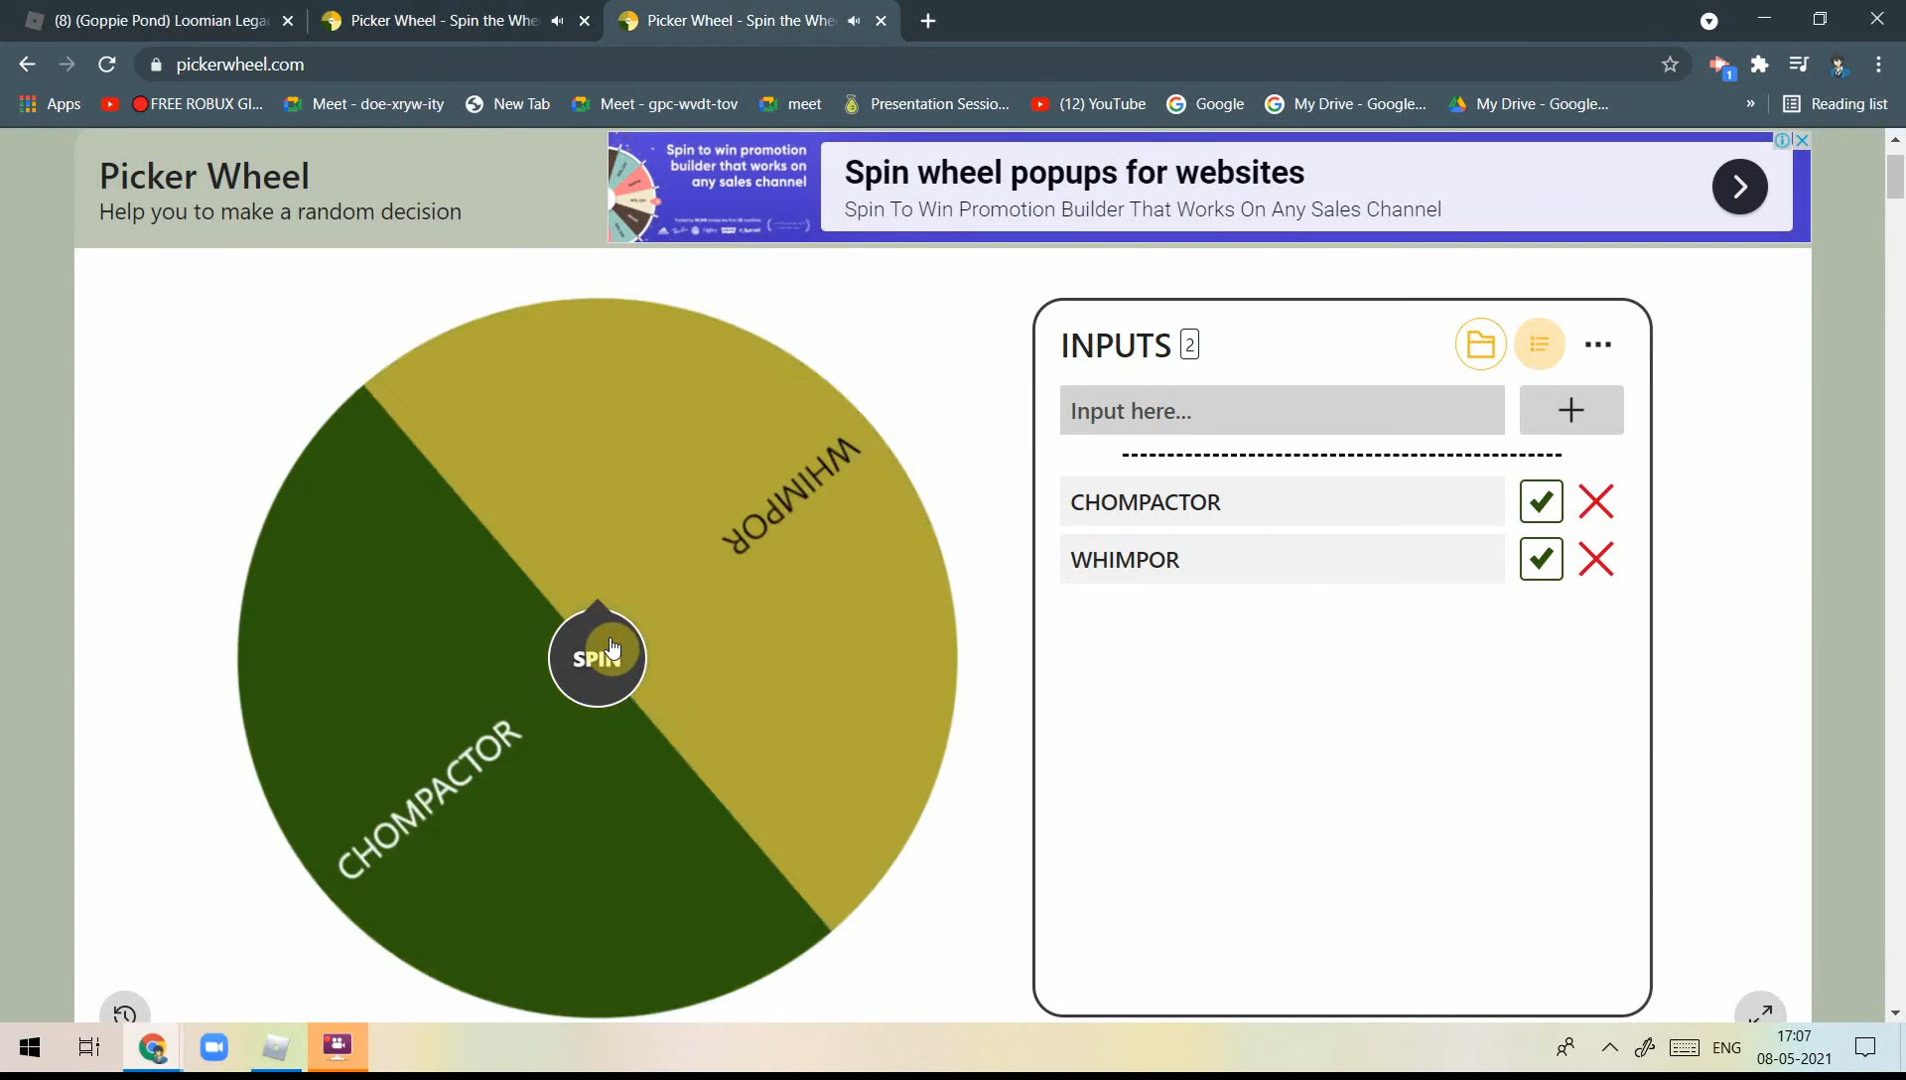 (8) (Goppie Pond) Loomian Lega
Picker Wheel - Spin the Whe
Picker Wheel - Spin the Whe
pickerwheel.com
1
Apps
FREE ROBUX GI...
Meet - doe-xryw-ity
New Tab
Meet - gpc-wvdt-tov
meet
Presentation Sessio...
(12) YouTube
Google
My Drive - Google...
My Drive - Google...
»
Reading list
Picker Wheel
Help you to make a random decision
Spin to win promotion
builder that works on
any sales channel
Spin wheel popups for websites
Spin To Win Promotion Builder That Works On Any Sales Channel
WHIMPOR
SPIN
CHOMPACTOR
INPUTS 2
Input here...
CHOMPACTOR
WHIMPOR
ENG
17:07
08-05-2021